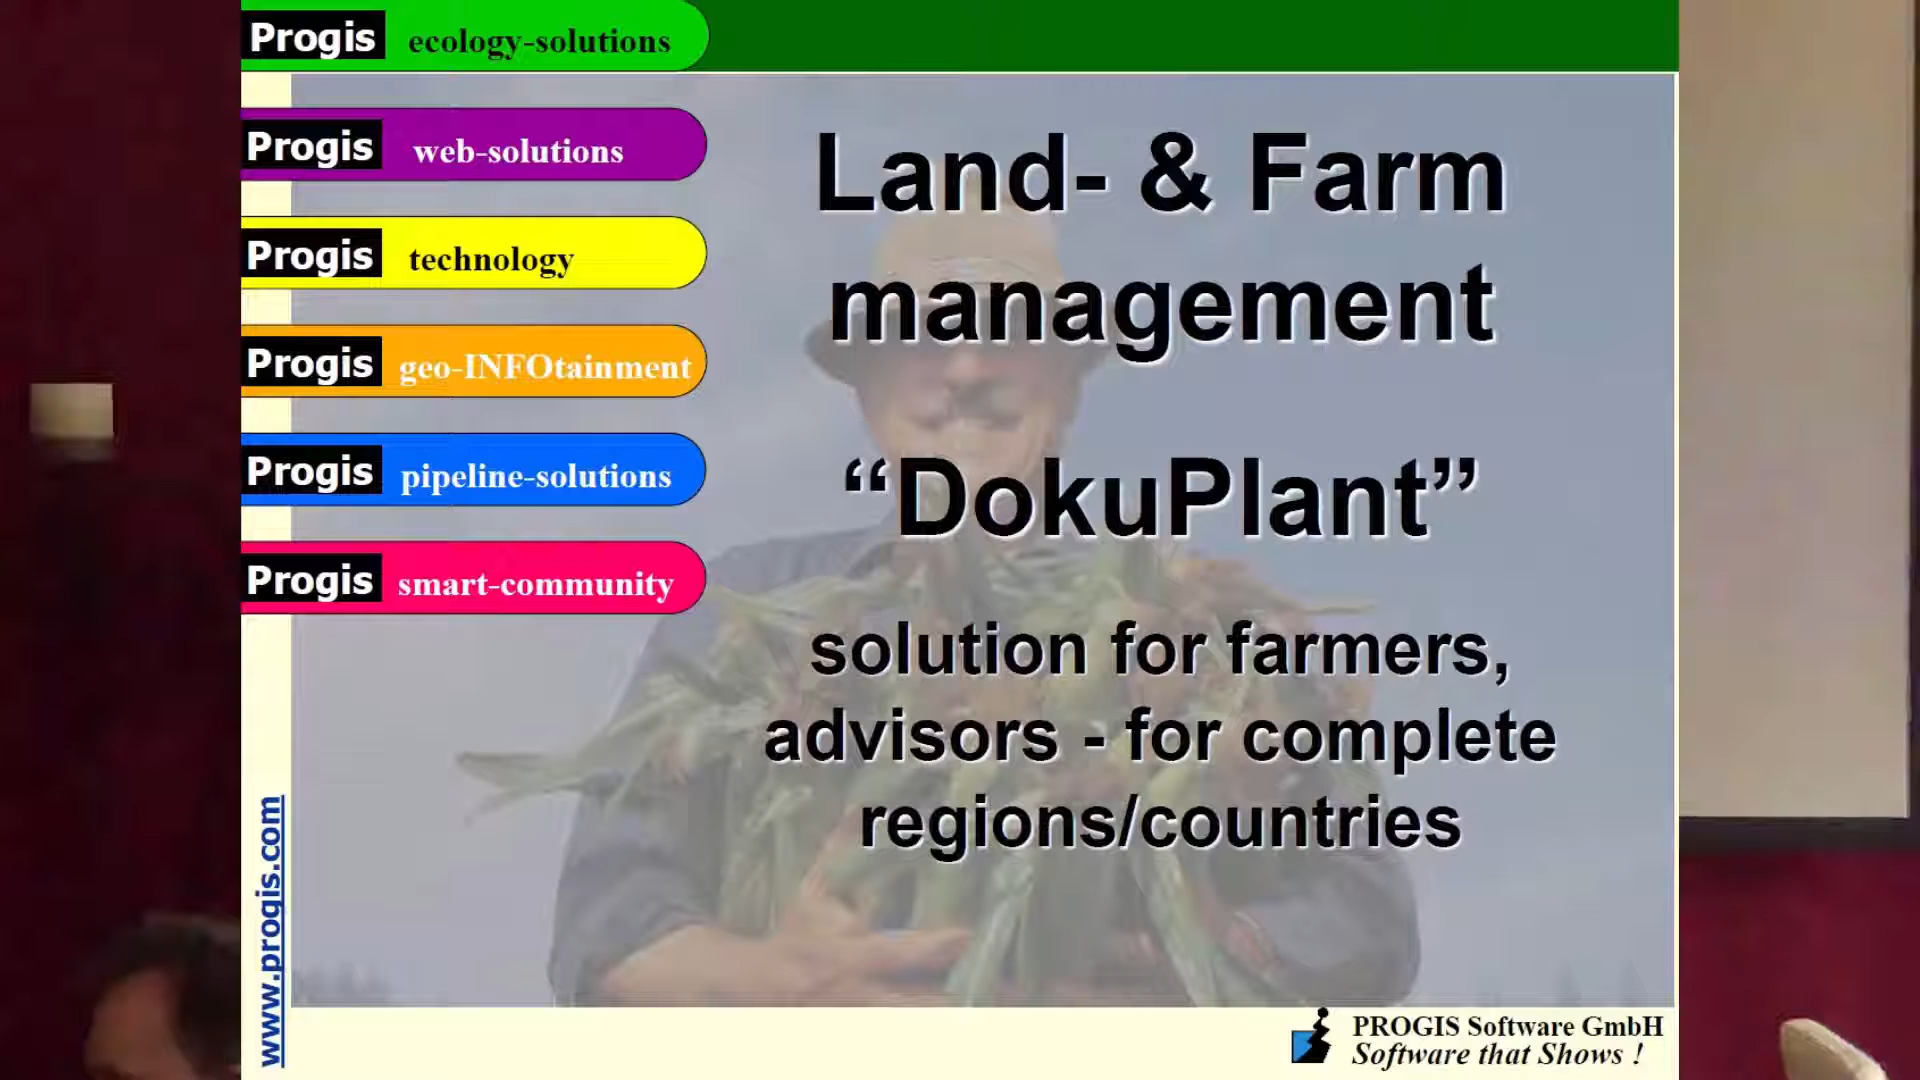 Progis ecology-solutions
Progis web-solutions
Progis technology
Progis geo-INFOtainment
Progis pipeline-solutions
Progis smart-community
Land- & Farm
management
“DokuPlant”
solution for farmers,
advisors - for complete
regions/countries
www.progis.com
PROGIS Software GmbH
Software that Shows !